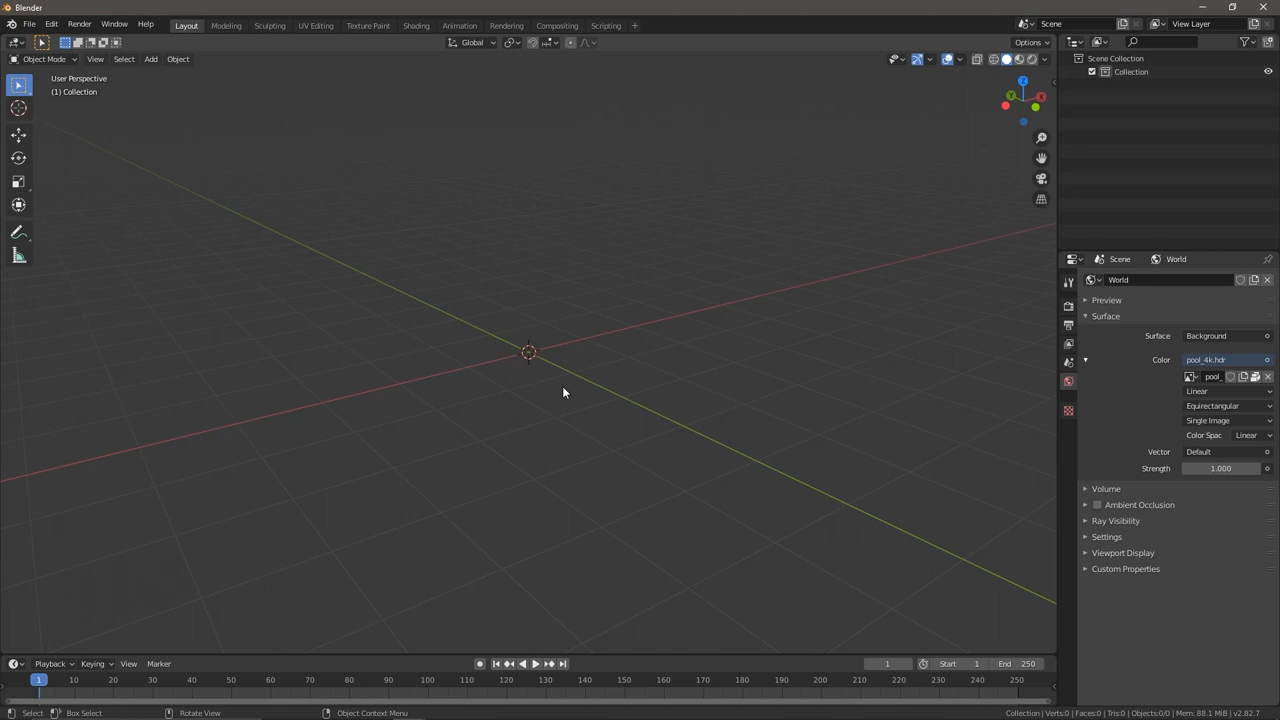 Blender
File Edit Render Window Help Layout Modeling Sculpting UV Editing Texture Paint Shading Animation Rendering Compositing Scripting + Scene View Layer
Global Options
Object Mode View Select Add Object
User Perspective
(1) Collection
Z
Y
X
Scene Collection
Collection
Scene World
World
Preview
Surface
Surface Background
Color pool_4k.hdr
pool_
Linear
Equirectangular
Single Image
Color Spac Linear
Vector Default
Strength 1.000
Volume
Ambient Occlusion
Ray Visibility
Settings
Viewport Display
Custom Properties
Playback Keying View Marker 1 Start 1 End 250
1 10 20 30 40 50 60 70 80 90 100 110 120 130 140 150 160 170 180 190 200 210 220 230 240 250
Select Box Select Rotate View Object Context Menu Collection | Verts:0 | Faces:0 | Tris:0 | Objects:0/0 | Mem: 88.1 MiB | v2.82.7